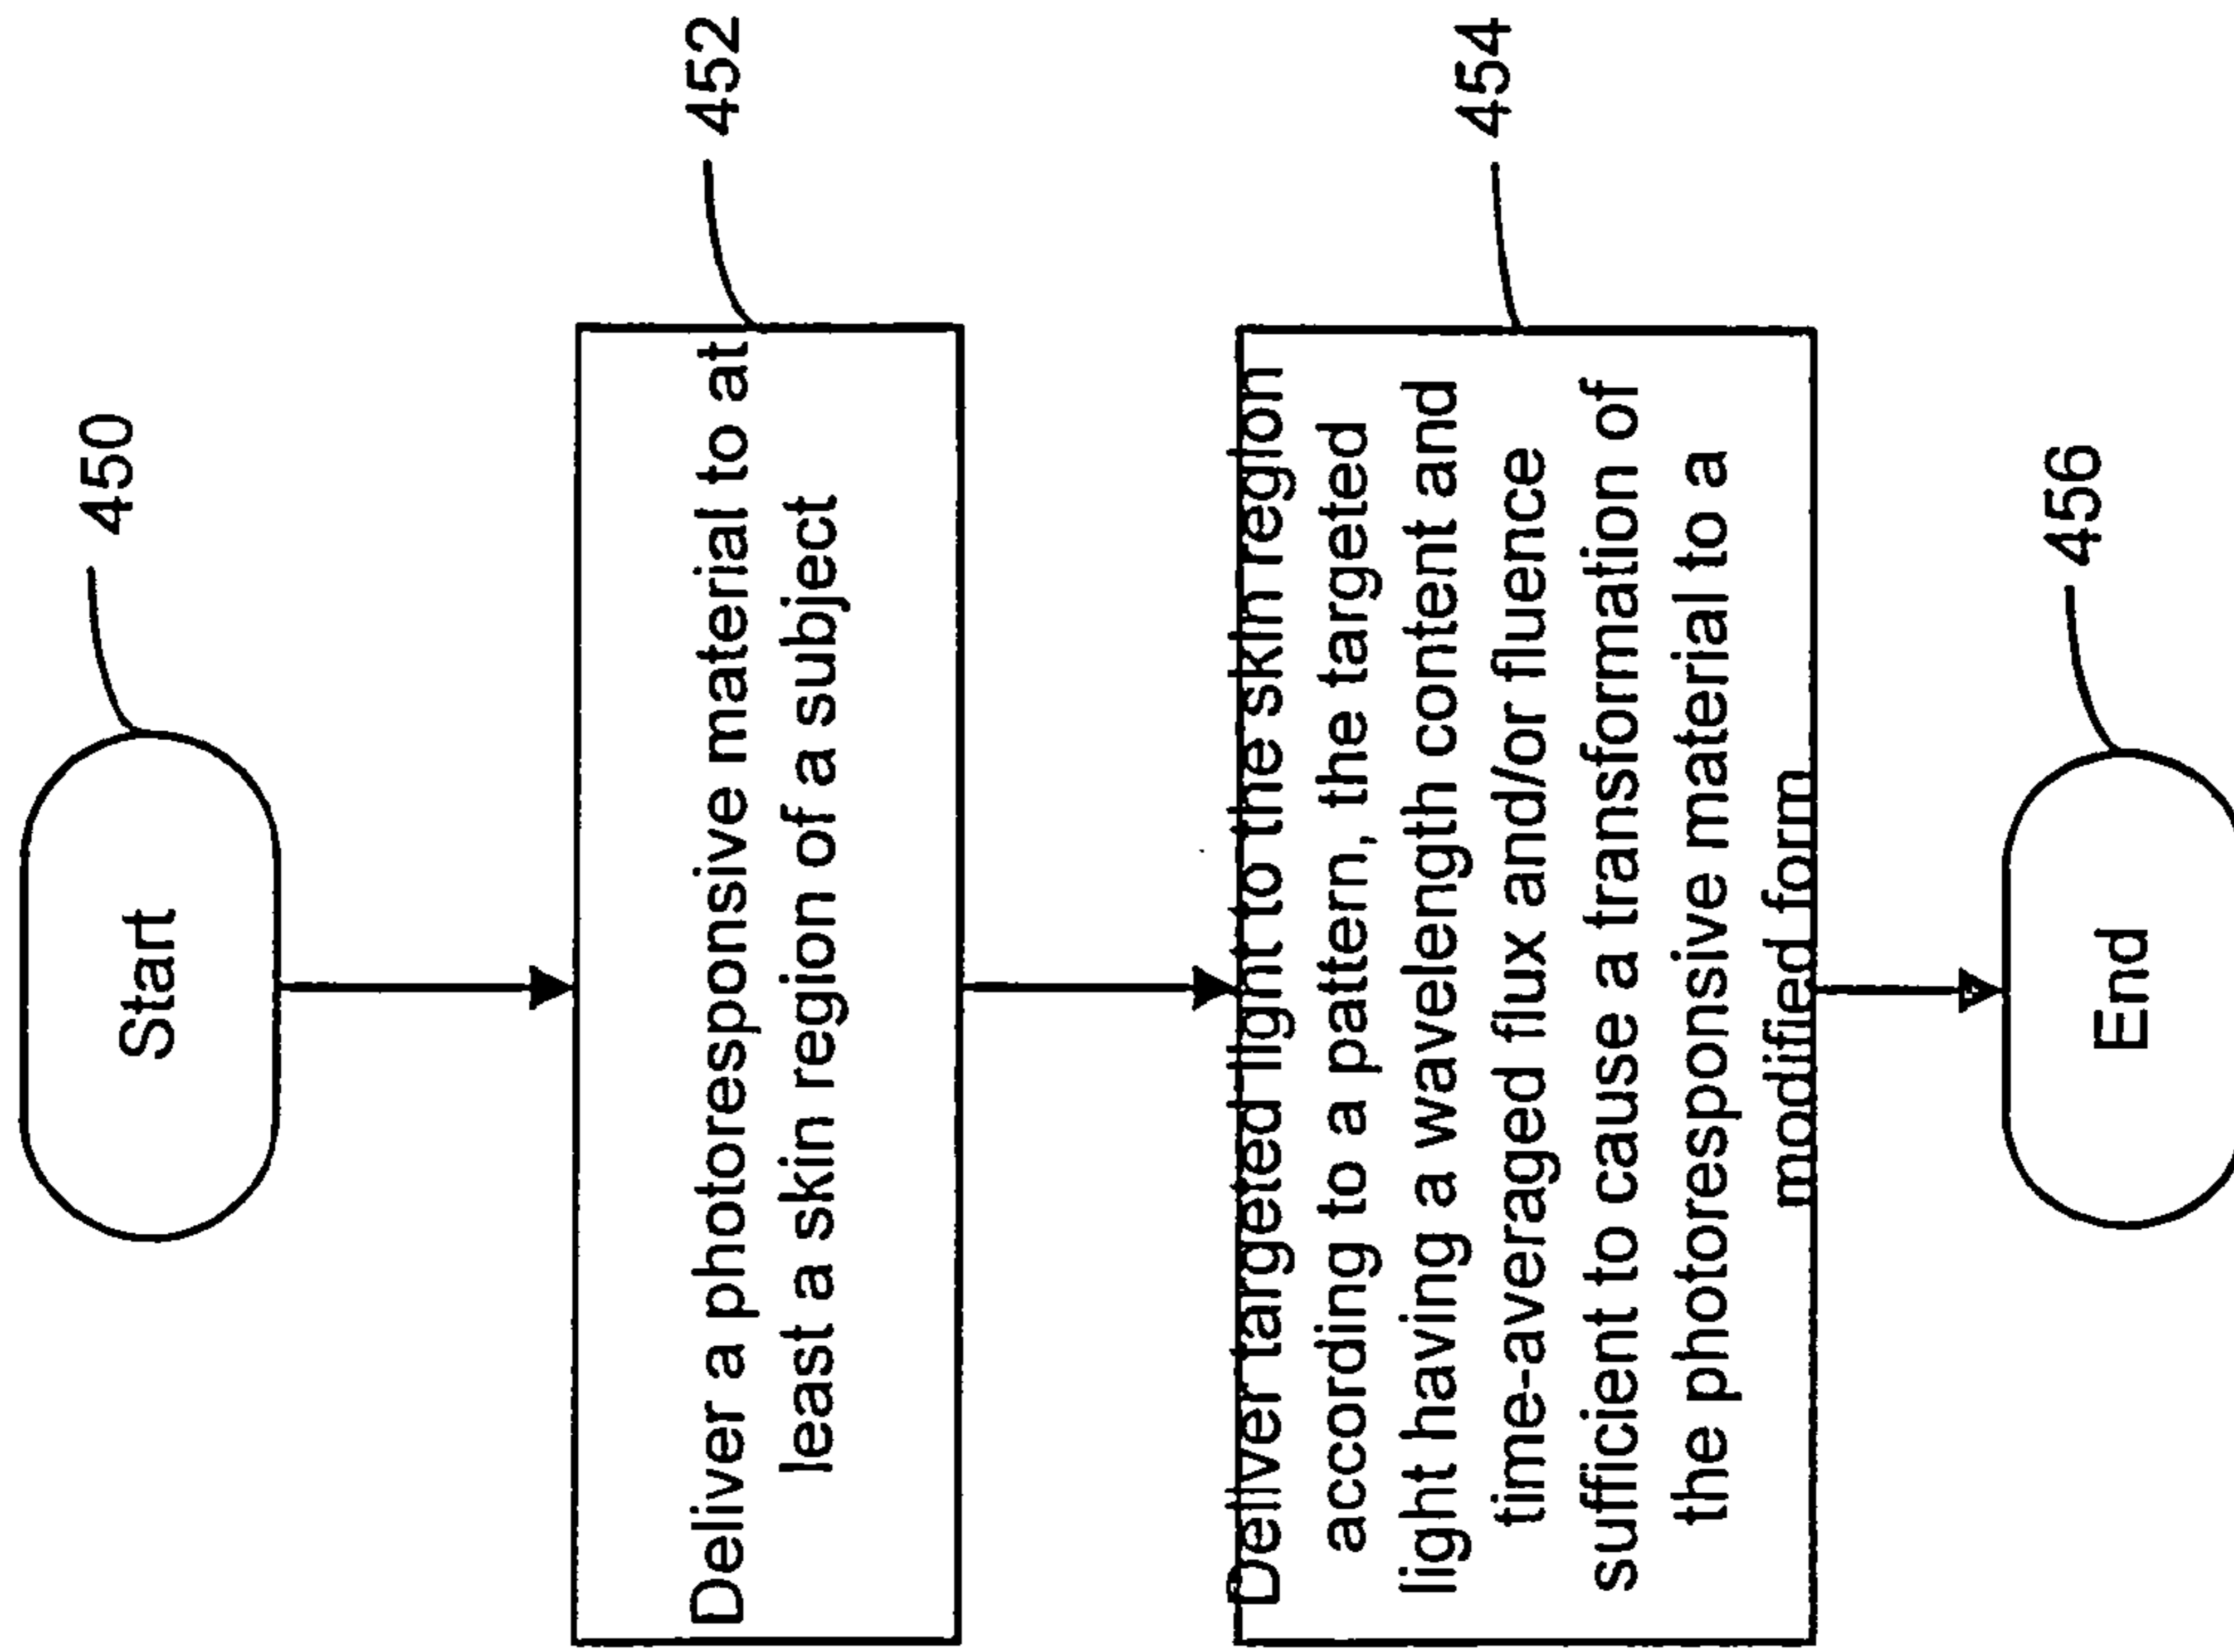 Start
450
Deliver a photoresponsive material to at
least a skin region of a subject
452
Deliver targeted light to the skin region
according to a pattern, the targeted
light having a wavelength content and
time-averaged flux and/or fluence
sufficient to cause a transformation of
the photoresponsive material to a
modified form
454
End
456